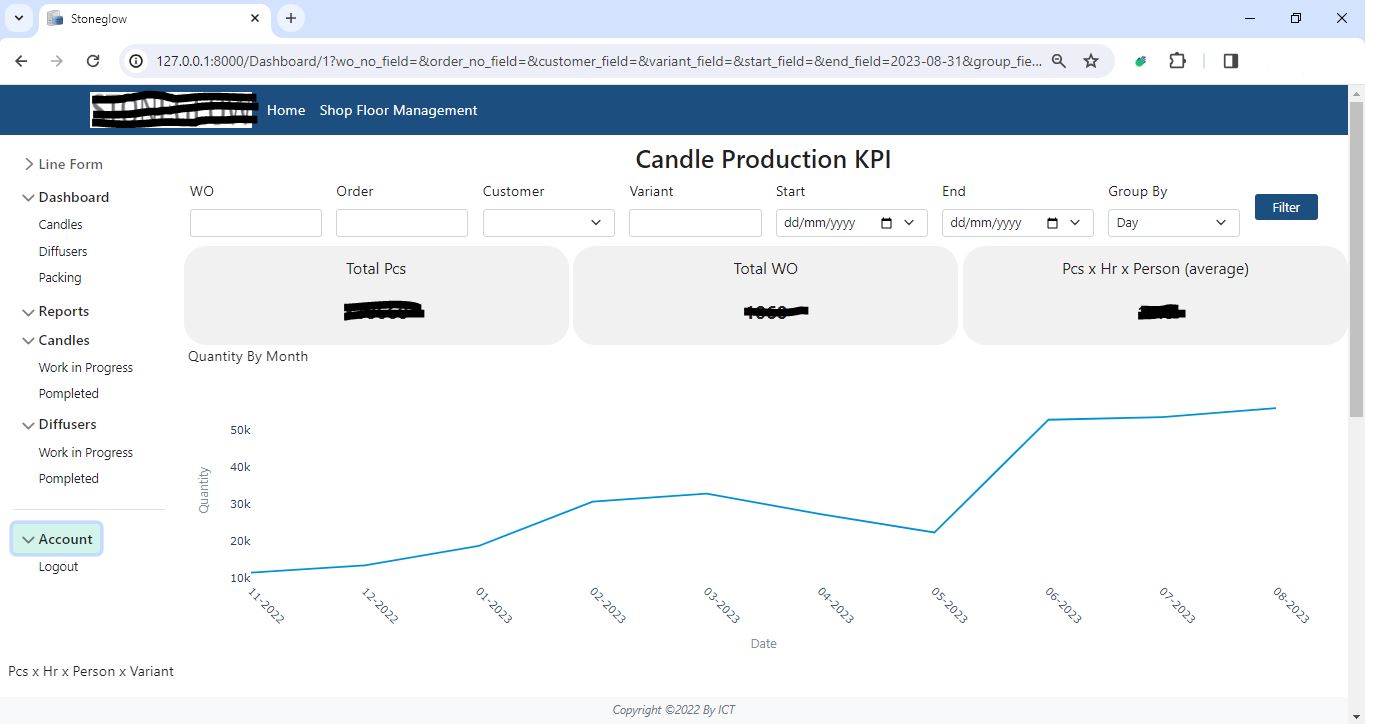 Stoneglow
127.0.0.1:8000/Dashboard/1?wo_no_field=&order_no_field=&customer_field=&variant_field=&start_field=&end_field=2023-08-31&group_fie...
Home Shop Floor Management
Line Form
Dashboard
Candles
Diffusers
Packing
Reports
Candles
Work in Progress
Pompleted
Diffusers
Work in Progress
Pompleted
Account
Logout
Candle Production KPI
WO Order Customer Variant Start End Group By
dd/mm/yyyy dd/mm/yyyy Day Filter
Total Pcs Total WO Pcs x Hr x Person (average)
Quantity By Month
50k
40k
30k
20k
10k
Quantity
11-2022 12-2022 01-2023 02-2023 03-2023 04-2023 05-2023 06-2023 07-2023 08-2023
Date
Pcs x Hr x Person x Variant
Copyright ©2022 By ICT